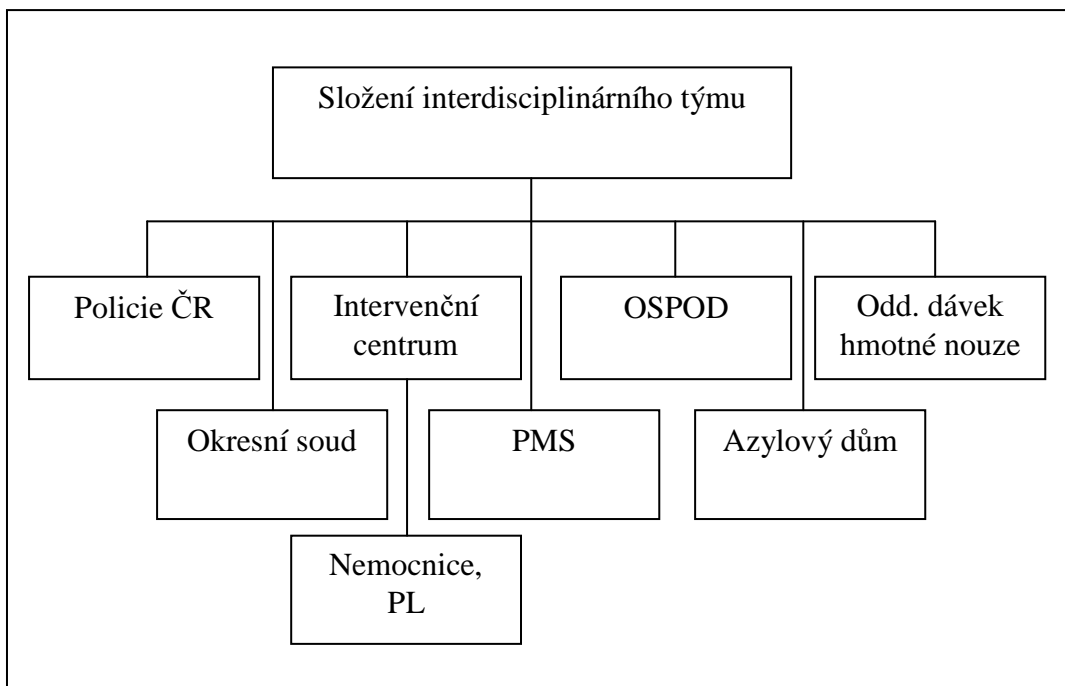 Složení interdisciplinárního týmu
Policie ČR
Intervenční
centrum
OSPOD
Odd. dávek
hmotné nouze
Okresní soud
PMS
Azylový dům
Nemocnice,
PL